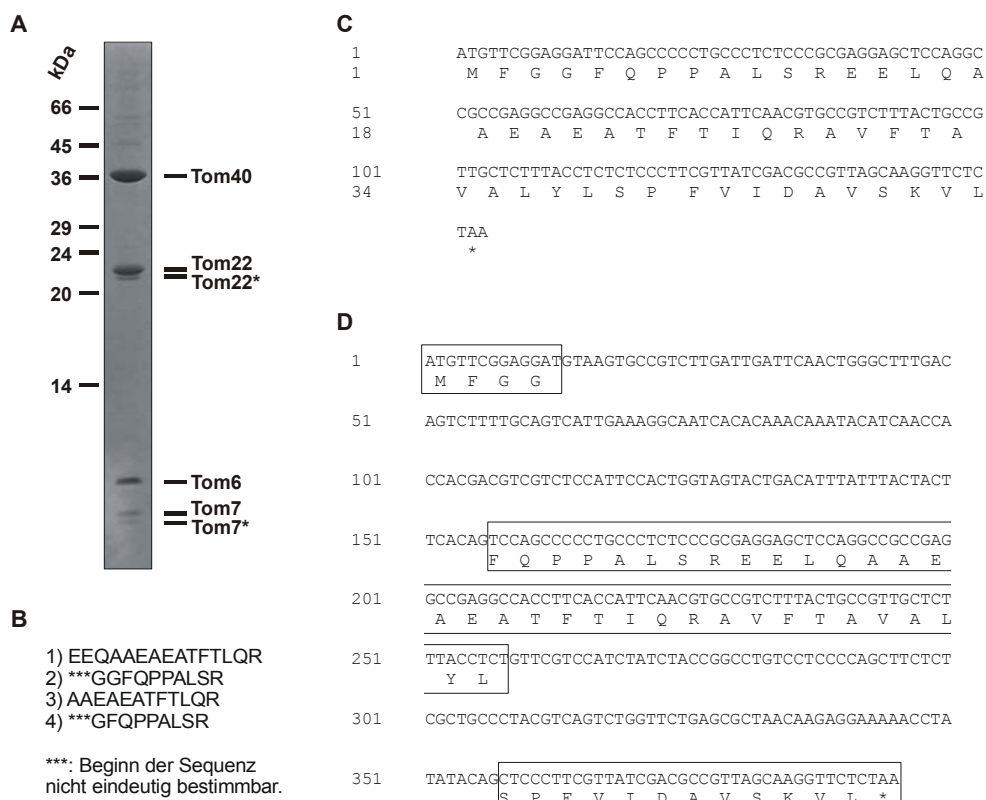 A
kDa
66
45
36
29
24
20
14
Tom40
Tom22
Tom22*
Tom6
Tom7
Tom7*
B
1) EEQAAEAEATFTLQR
2) ***GGFQPPALSR
3) AAEAEATFTLQR
4) ***GFQPPALSR
***: Beginn der Sequenz
nicht eindeutig bestimmbar.
C
1 ATGTTCGGAGGATTCCAGCCCCCTGCCCTCTCCCGCGAGGAGCTCCAGGC
1 M F G G F Q P P A L S R E E L Q A
51 CGCCGAGGCCGAGGCCACCTTCACCATTCAACGTGCCGTCTTTACTGCCG
18 A E A E A T F T I Q R A V F T A
101 TTGCTCTTTACCTCTCTCCCTTCGTTATCGACGCCGTTAGCAAGGTTCTC
34 V A L Y L S P F V I D A V S K V L
TAA
*
D
1 ATGTTCGGAGGATGTAAGTGCCGTCTTGATTGATTCAACTGGGCTTTGAC
M F G G
51 AGTCTTTTGCAGTCATTGAAAGGCAATCACACAAACAAATACATCAACCA
101 CCACGACGTCGTCTCCATTCCACTGGTAGTACTGACATTTATTTACTACT
151 TCACAGTCCAGCCCCCTGCCCTCTCCCGCGAGGAGCTCCAGGCCGCCGAG
F Q P P A L S R E E L Q A A E
201 GCCGAGGCCACCTTCACCATTCAACGTGCCGTCTTTACTGCCGTTGCTCT
A E A T F T I Q R A V F T A V A L
251 TTACCTCTGTTCGTCCATCTATCTACCGGCCTGTCCTCCCCAGCTTCTCT
Y L
301 CGCTGCCCTACGTCAGTCTGGTTCTGAGCGCTAACAAGAGGAAAAACCTA
351 TATACAGCTCCCTTCGTTATCGACGCCGTTAGCAAGGTTCTCTAA
S P F V I D A V S K V L *